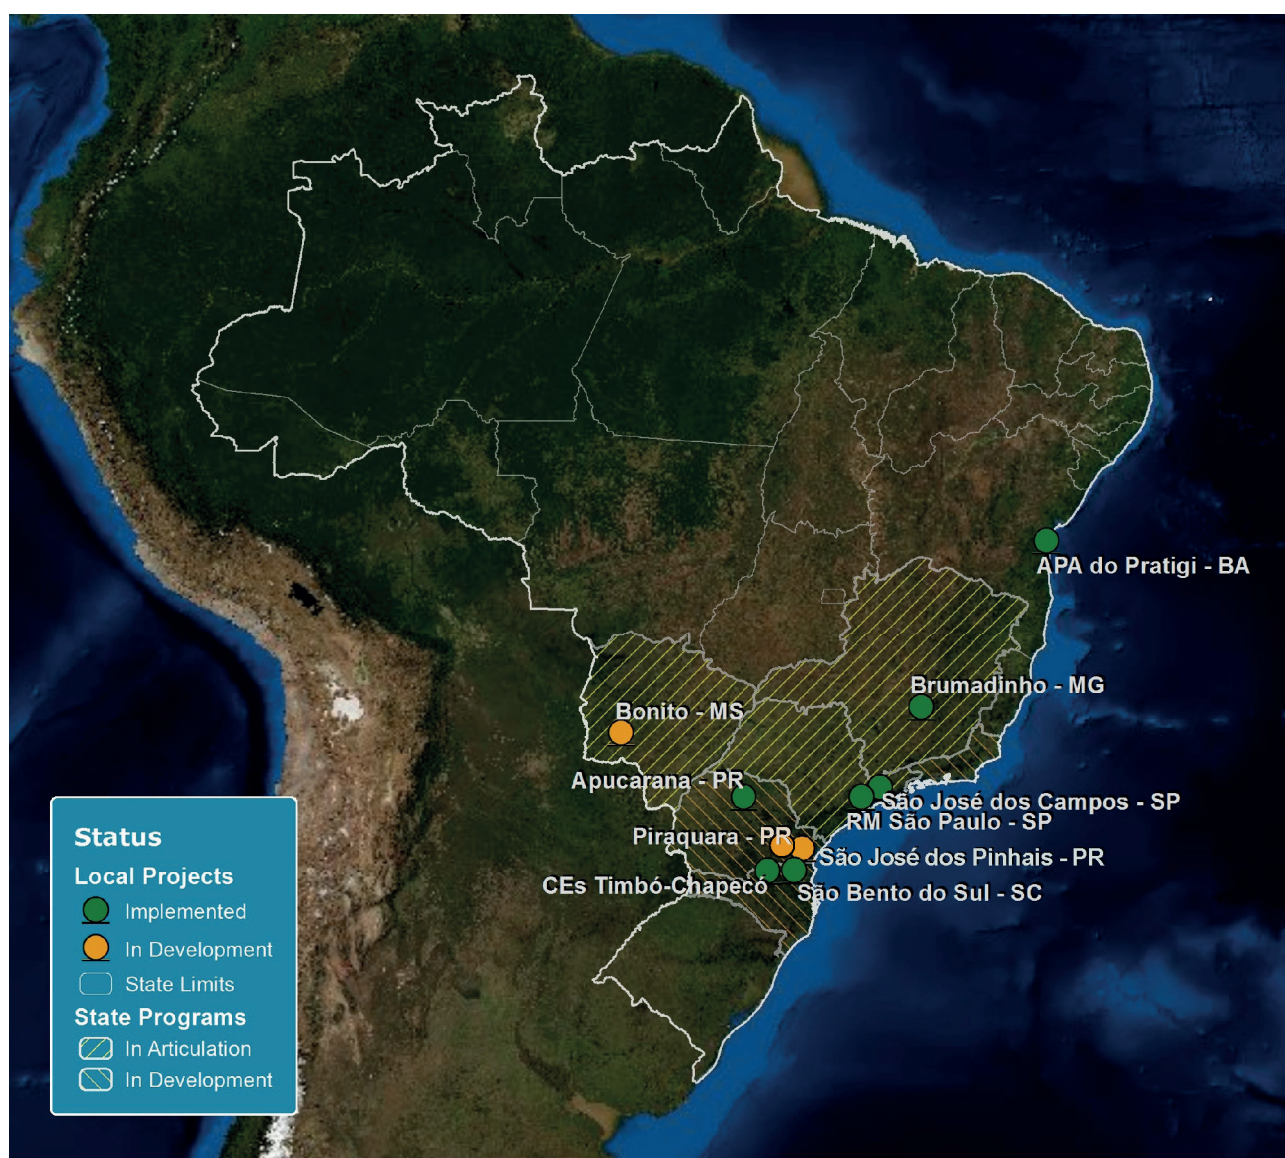 APA do Pratigi - BA
Brumadinho - MG
Bonito - MS
Apucarana - PR
São José dos Campos - SP
RM São Paulo - SP
Piraquara - PR
São José dos Pinhais - PR
CEs Timbó-Chapecó
São Bento do Sul - SC
Status
Local Projects
Implemented
In Development
State Limits
State Programs
In Articulation
In Development